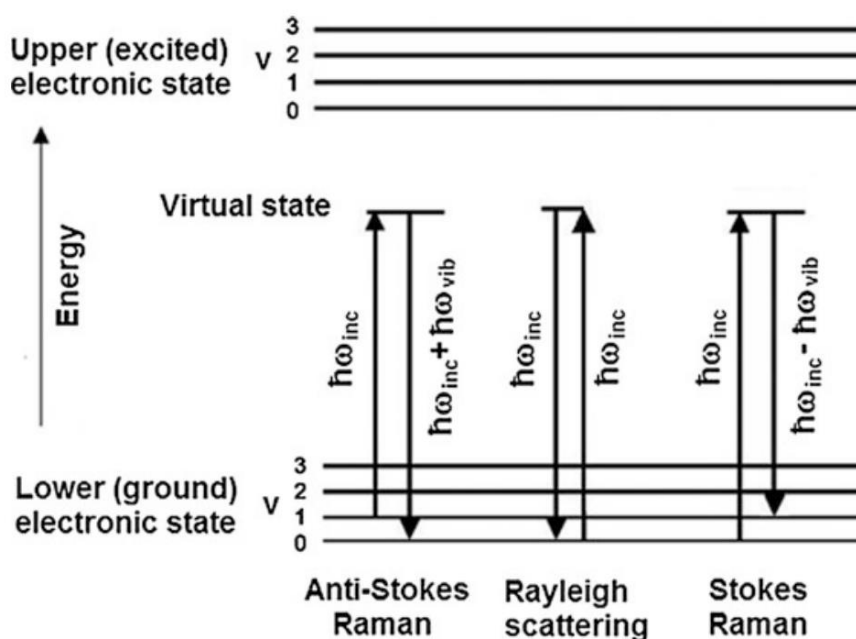 Upper (excited)
electronic state
V
3
2
1
0
Energy
Virtual state
ħω_inc
ħω_inc + ħω_vib
ħω_inc
ħω_inc
ħω_inc
ħω_inc - ħω_vib
Lower (ground)
electronic state
V
3
2
1
0
Anti-Stokes
Raman
Rayleigh
scattering
Stokes
Raman